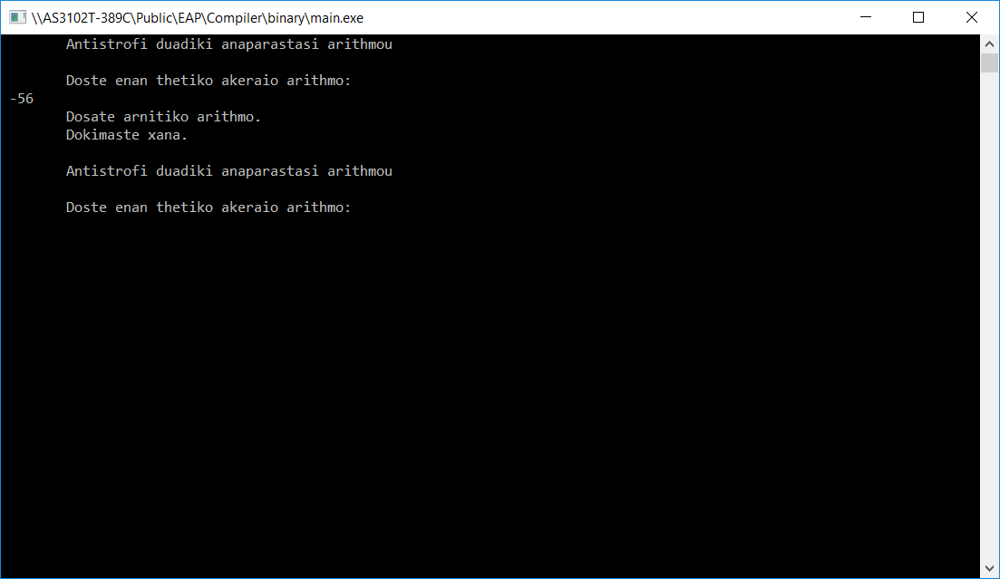 \\AS3102T-389C\Public\EAP\Compiler\binary\main.exe
Antistrofi duadiki anaparastasi arithmou
Doste enan thetiko akeraio arithmo:
-56
Dosate arnitiko arithmo.
Dokimaste xana.
Antistrofi duadiki anaparastasi arithmou
Doste enan thetiko akeraio arithmo: